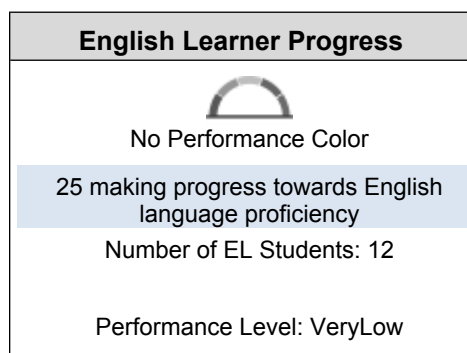 English Learner Progress
No Performance Color
25 making progress towards English
language proficiency
Number of EL Students: 12
Performance Level: VeryLow